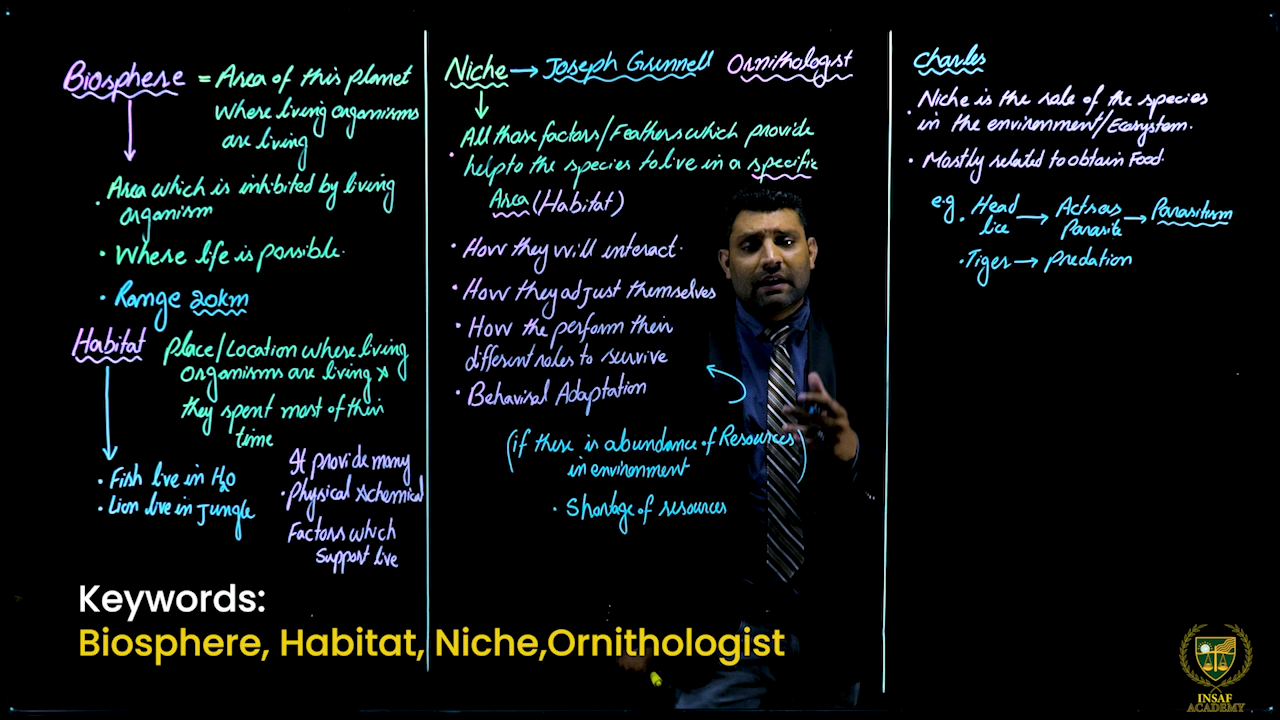 Biosphere = Area of this planet
Where living organisms
are living
. Area which is inhibited by living
organism
• Where life is possible.
• Range 20km
Habitat Place/Location where living
organisms are living &
they spent most of their
time
• Fish live in H2O
• Lion live in Jungle
It provide many
• Physical & chemical
Factors which
Support live
Niche → Joseph Grunnell Ornithologist
• All those factors/Feathers which provide
help to the species to live in a specific
Area (Habitat)
• How they will interact.
• How they adjust themselves
• How the perform their
different roles to survive
• Behavioral Adaptation
(if there is abundance of Resources)
in environment
• Shortage of resources
Charles
• Niche is the role of the species
in the environment/Ecosystem.
• Mostly related to obtain Food.
e.g. Head lice → Acts as Parasite → Parasitism
• Tiger → predation
Keywords:
Biosphere, Habitat, Niche,Ornithologist
INSAF
ACADEMY